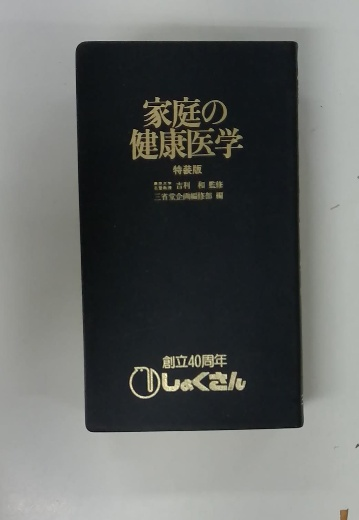 家庭の
健康医学
特装版
吉利 和 監修
三省堂企画編修部 編
創立40周年
しょくさん